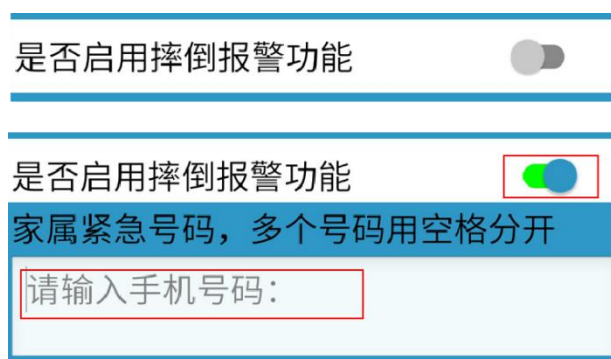 是否启用摔倒报警功能
是否启用摔倒报警功能
家属紧急号码，多个号码用空格分开
请输入手机号码：